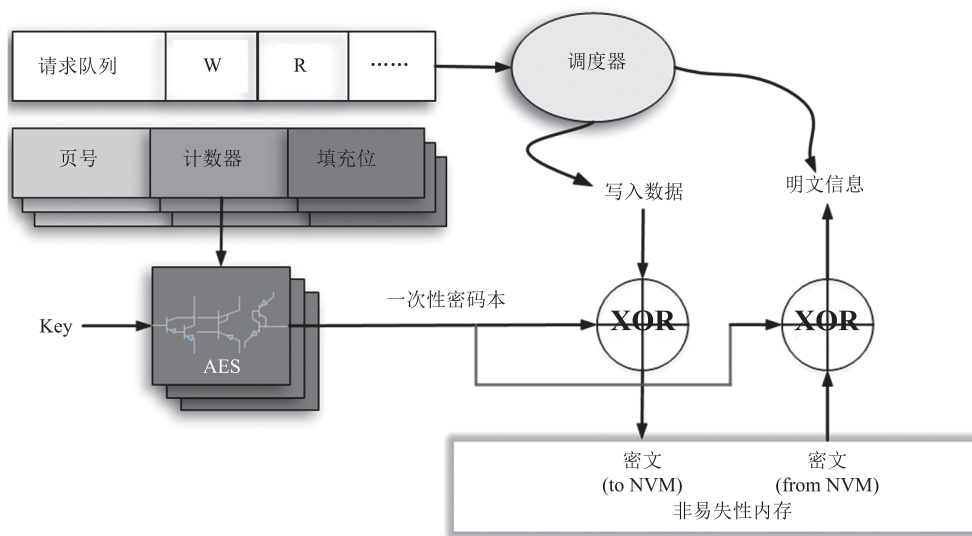 请求队列 W R ……
调度器
页号 计数器 填充位
写入数据
明文信息
一次性密码本
Key
AES
XOR
XOR
密文
(to NVM)
密文
(from NVM)
非易失性内存